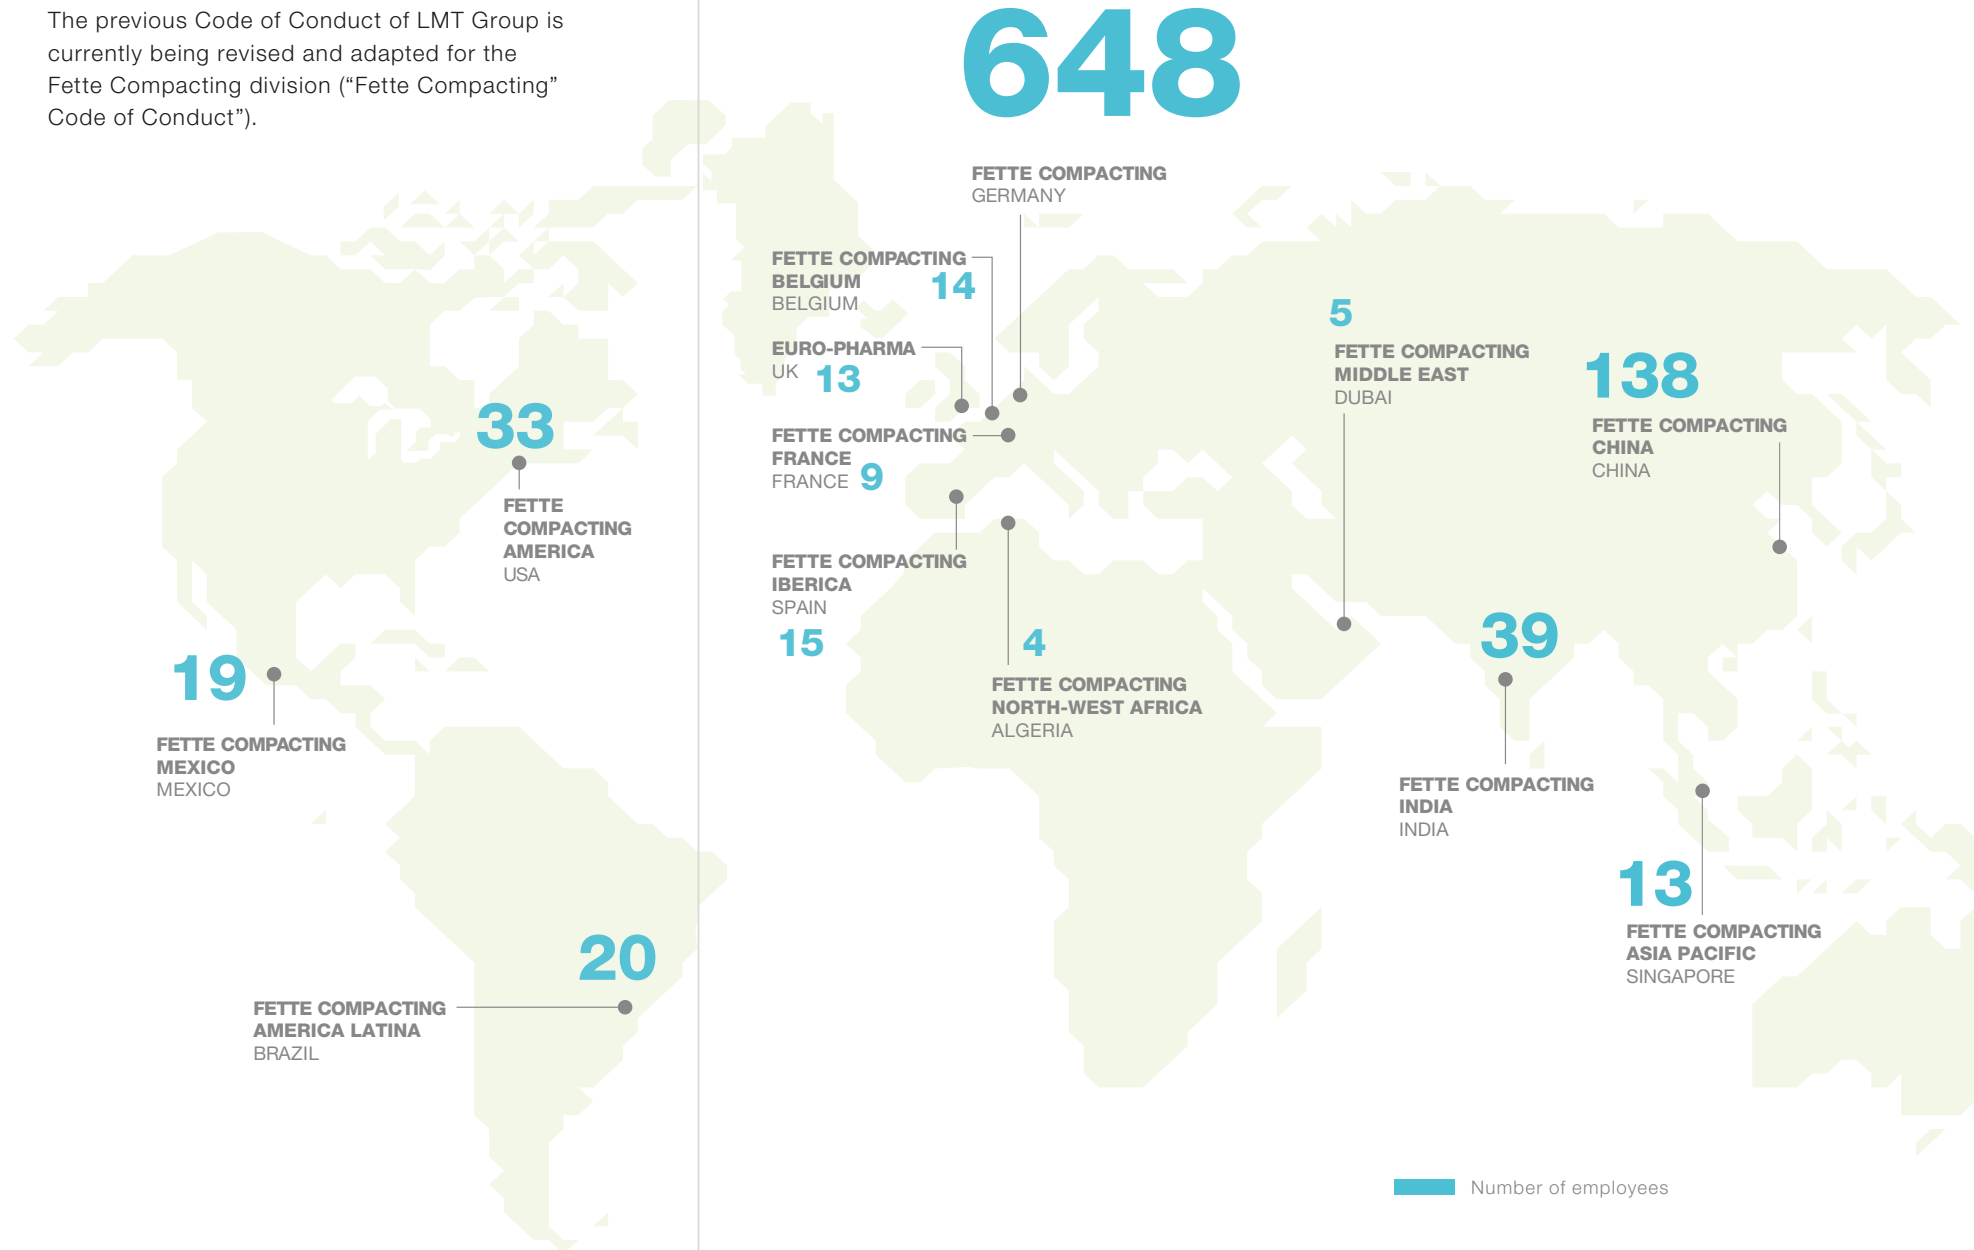 The previous Code of Conduct of LMT Group is
currently being revised and adapted for the
Fette Compacting division (“Fette Compacting”
Code of Conduct”).
648
FETTE COMPACTING
GERMANY
FETTE COMPACTING
BELGIUM
BELGIUM
14
EURO-PHARMA
UK
13
FETTE COMPACTING
FRANCE
FRANCE
9
FETTE COMPACTING
IBERICA
SPAIN
15
4
FETTE COMPACTING
NORTH-WEST AFRICA
ALGERIA
5
FETTE COMPACTING
MIDDLE EAST
DUBAI
138
FETTE COMPACTING
CHINA
CHINA
33
FETTE
COMPACTING
AMERICA
USA
19
FETTE COMPACTING
MEXICO
MEXICO
20
FETTE COMPACTING
AMERICA LATINA
BRAZIL
39
FETTE COMPACTING
INDIA
INDIA
13
FETTE COMPACTING
ASIA PACIFIC
SINGAPORE
Number of employees